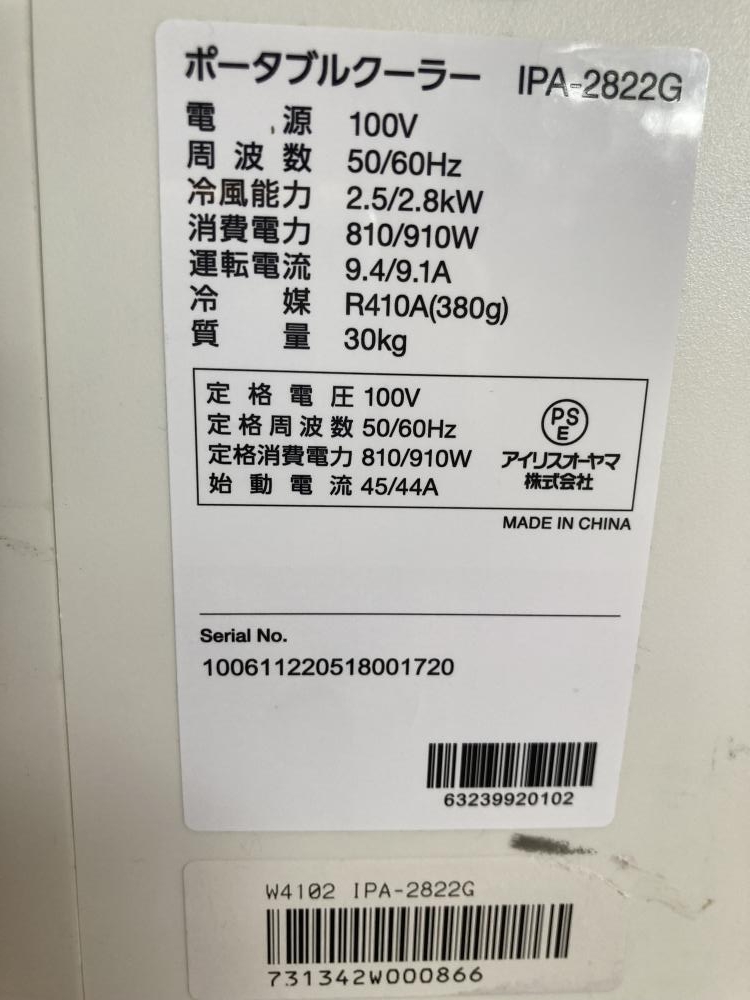 ポータブルクーラー IPA-2822G
電源 100V
周波数 50/60Hz
冷風能力 2.5/2.8kW
消費電力 810/910W
運転電流 9.4/9.1A
冷媒 R410A(380g)
質量 30kg
定格電圧 100V
定格周波数 50/60Hz
定格消費電力 810/910W
始動電流 45/44A
PS
E
アイリスオーヤマ
株式会社
MADE IN CHINA
Serial No.
100611220518001720
63239920102
W4102 IPA-2822G
731342W000866